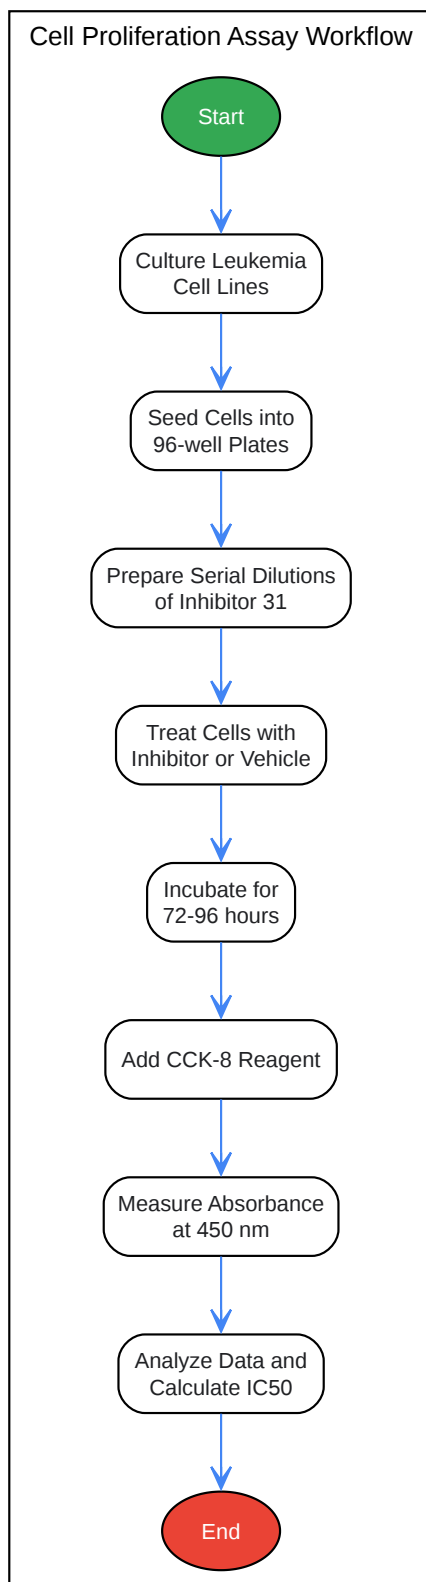 Cell Proliferation Assay Workflow
Start
Culture Leukemia
Cell Lines
Seed Cells into
96-well Plates
Prepare Serial Dilutions
of Inhibitor 31
Treat Cells with
Inhibitor or Vehicle
Incubate for
72-96 hours
Add CCK-8 Reagent
Measure Absorbance
at 450 nm
Analyze Data and
Calculate IC50
End